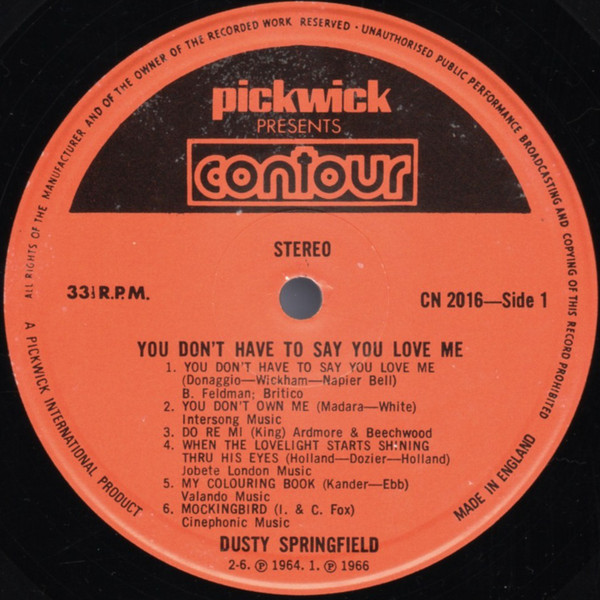 ALL RIGHTS OF THE MANUFACTURER AND OF THE OWNER OF THE RECORDED WORK RESERVED · UNAUTHORISED PUBLIC PERFORMANCE BROADCASTING AND COPYING OF THIS RECORD PROHIBITED
pickwick
PRESENTS
contour
STEREO
33⅓ R.P.M.
CN 2016—Side 1
YOU DON'T HAVE TO SAY YOU LOVE ME
1. YOU DON'T HAVE TO SAY YOU LOVE ME
(Donaggio—Wickham—Napier Bell)
B. Feldman; Britico
2. YOU DON'T OWN ME (Madara—White)
Intersong Music
3. DO RE MI (King) Ardmore & Beechwood
4. WHEN THE LOVELIGHT STARTS SHINING
THRU HIS EYES (Holland—Dozier—Holland)
Jobete London Music
5. MY COLOURING BOOK (Kander—Ebb)
Valando Music
6. MOCKINGBIRD (I. & C. Fox)
Cinephonic Music
DUSTY SPRINGFIELD
2-6. ℗ 1964. 1. ℗ 1966
A PICKWICK INTERNATIONAL PRODUCT
MADE IN ENGLAND